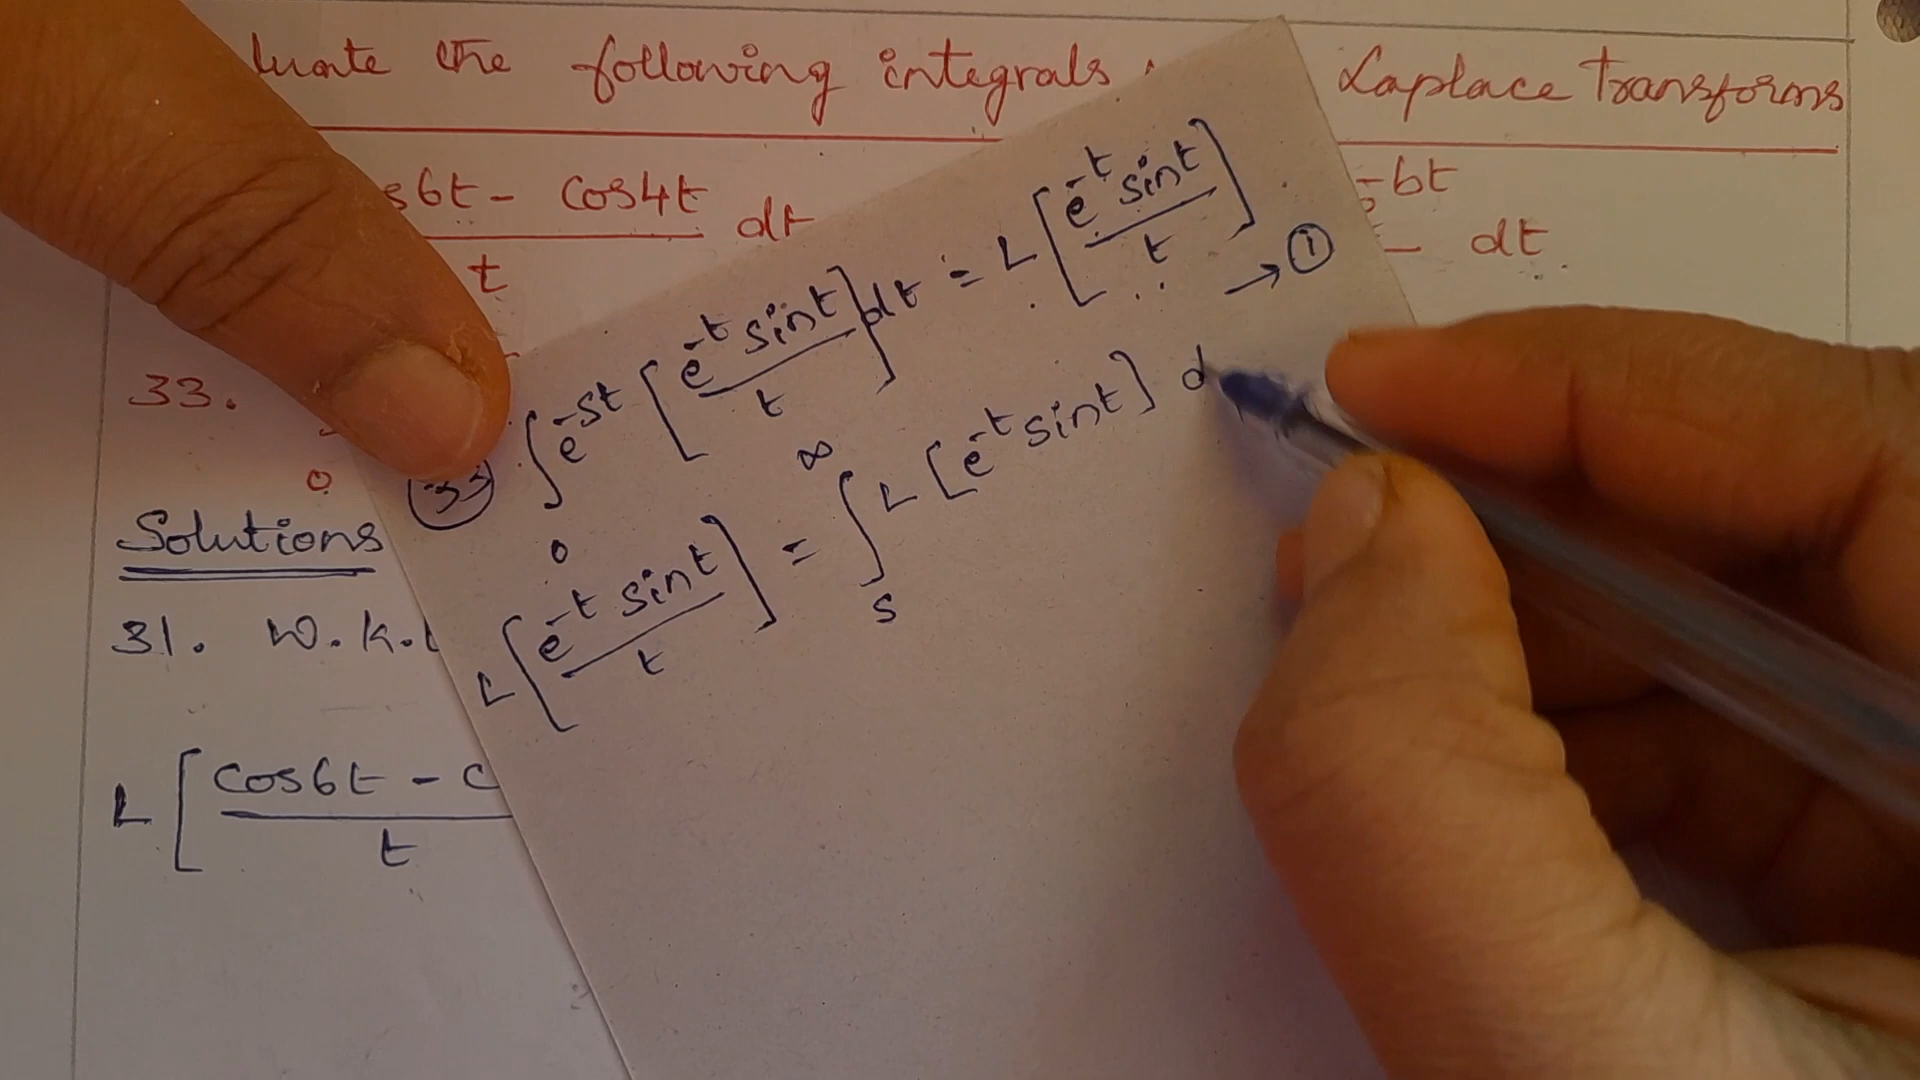 luate the following integrals Laplace Transforms
s6t - cos4t dt
t
-bt
dt
33.
0
(33) ∫ e^-st [e^-t sint / t] dt = L [e^-t sint / t] → (1)
0
L [e^-t sint / t] = ∫_s^∞ L [e^-t sint] d
Solutions
31. W.K.t
L [cos6t - c / t